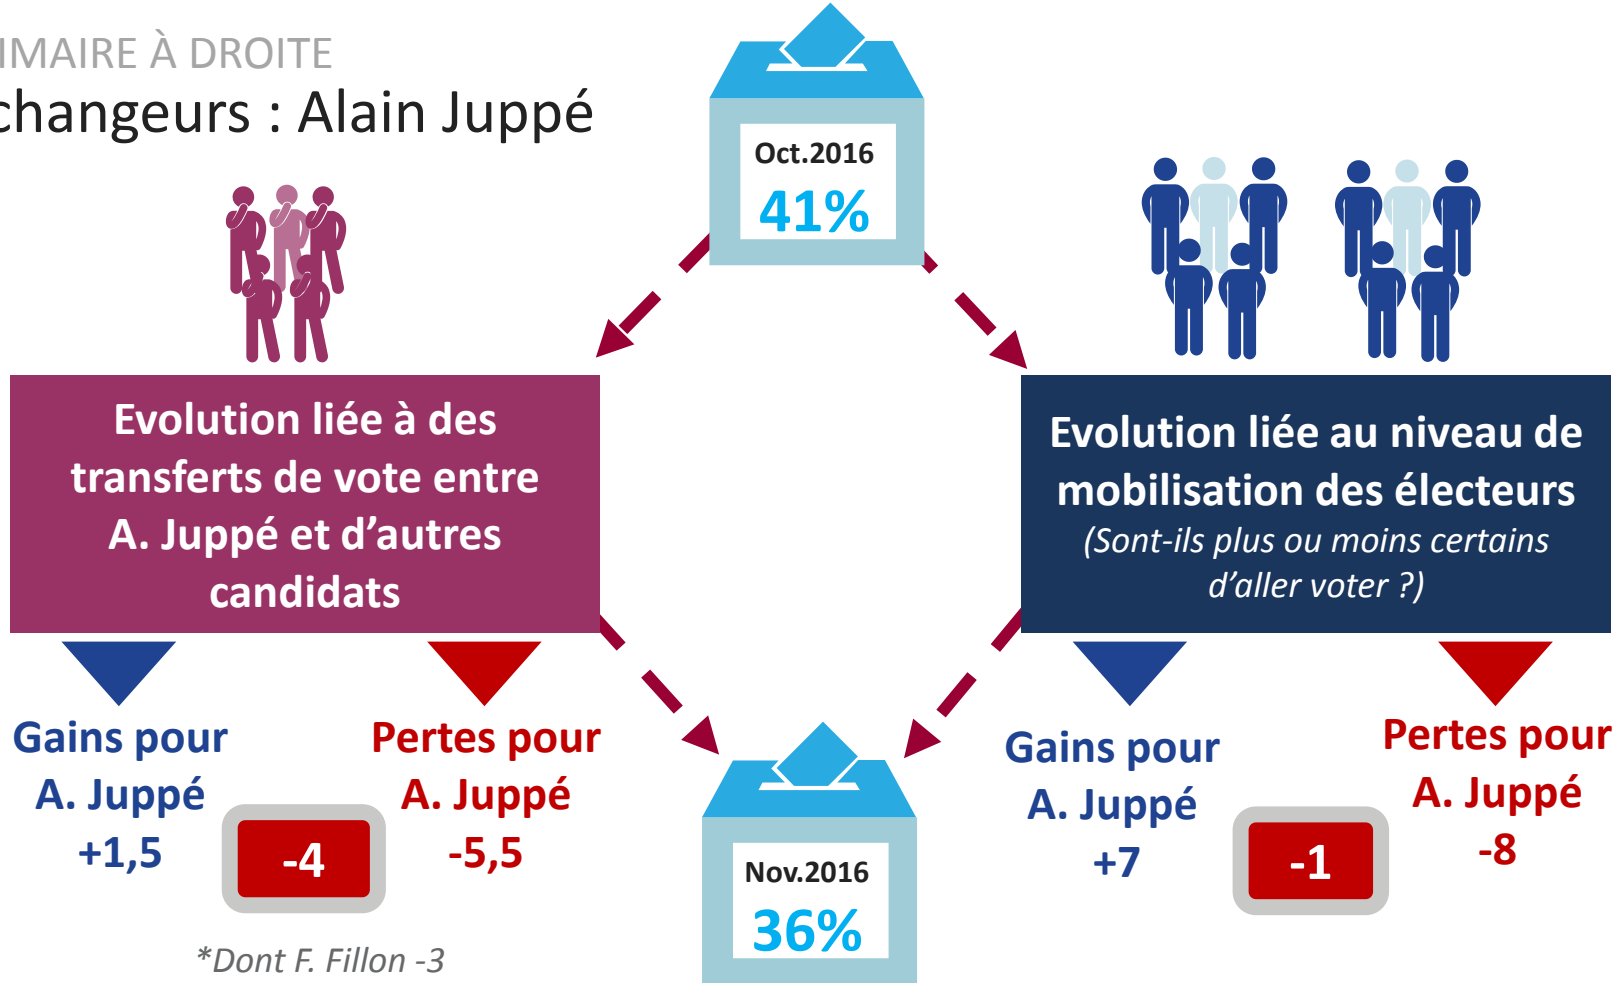 IMAIRE À DROITE
changeurs : Alain Juppé
Oct.2016
41%
Evolution liée à des
transferts de vote entre
A. Juppé et d’autres
candidats
Evolution liée au niveau de
mobilisation des électeurs
(Sont-ils plus ou moins certains
d’aller voter ?)
Gains pour
A. Juppé
+1,5
-4
Pertes pour
A. Juppé
-5,5
*Dont F. Fillon -3
Nov.2016
36%
Gains pour
A. Juppé
+7
-1
Pertes pour
A. Juppé
-8